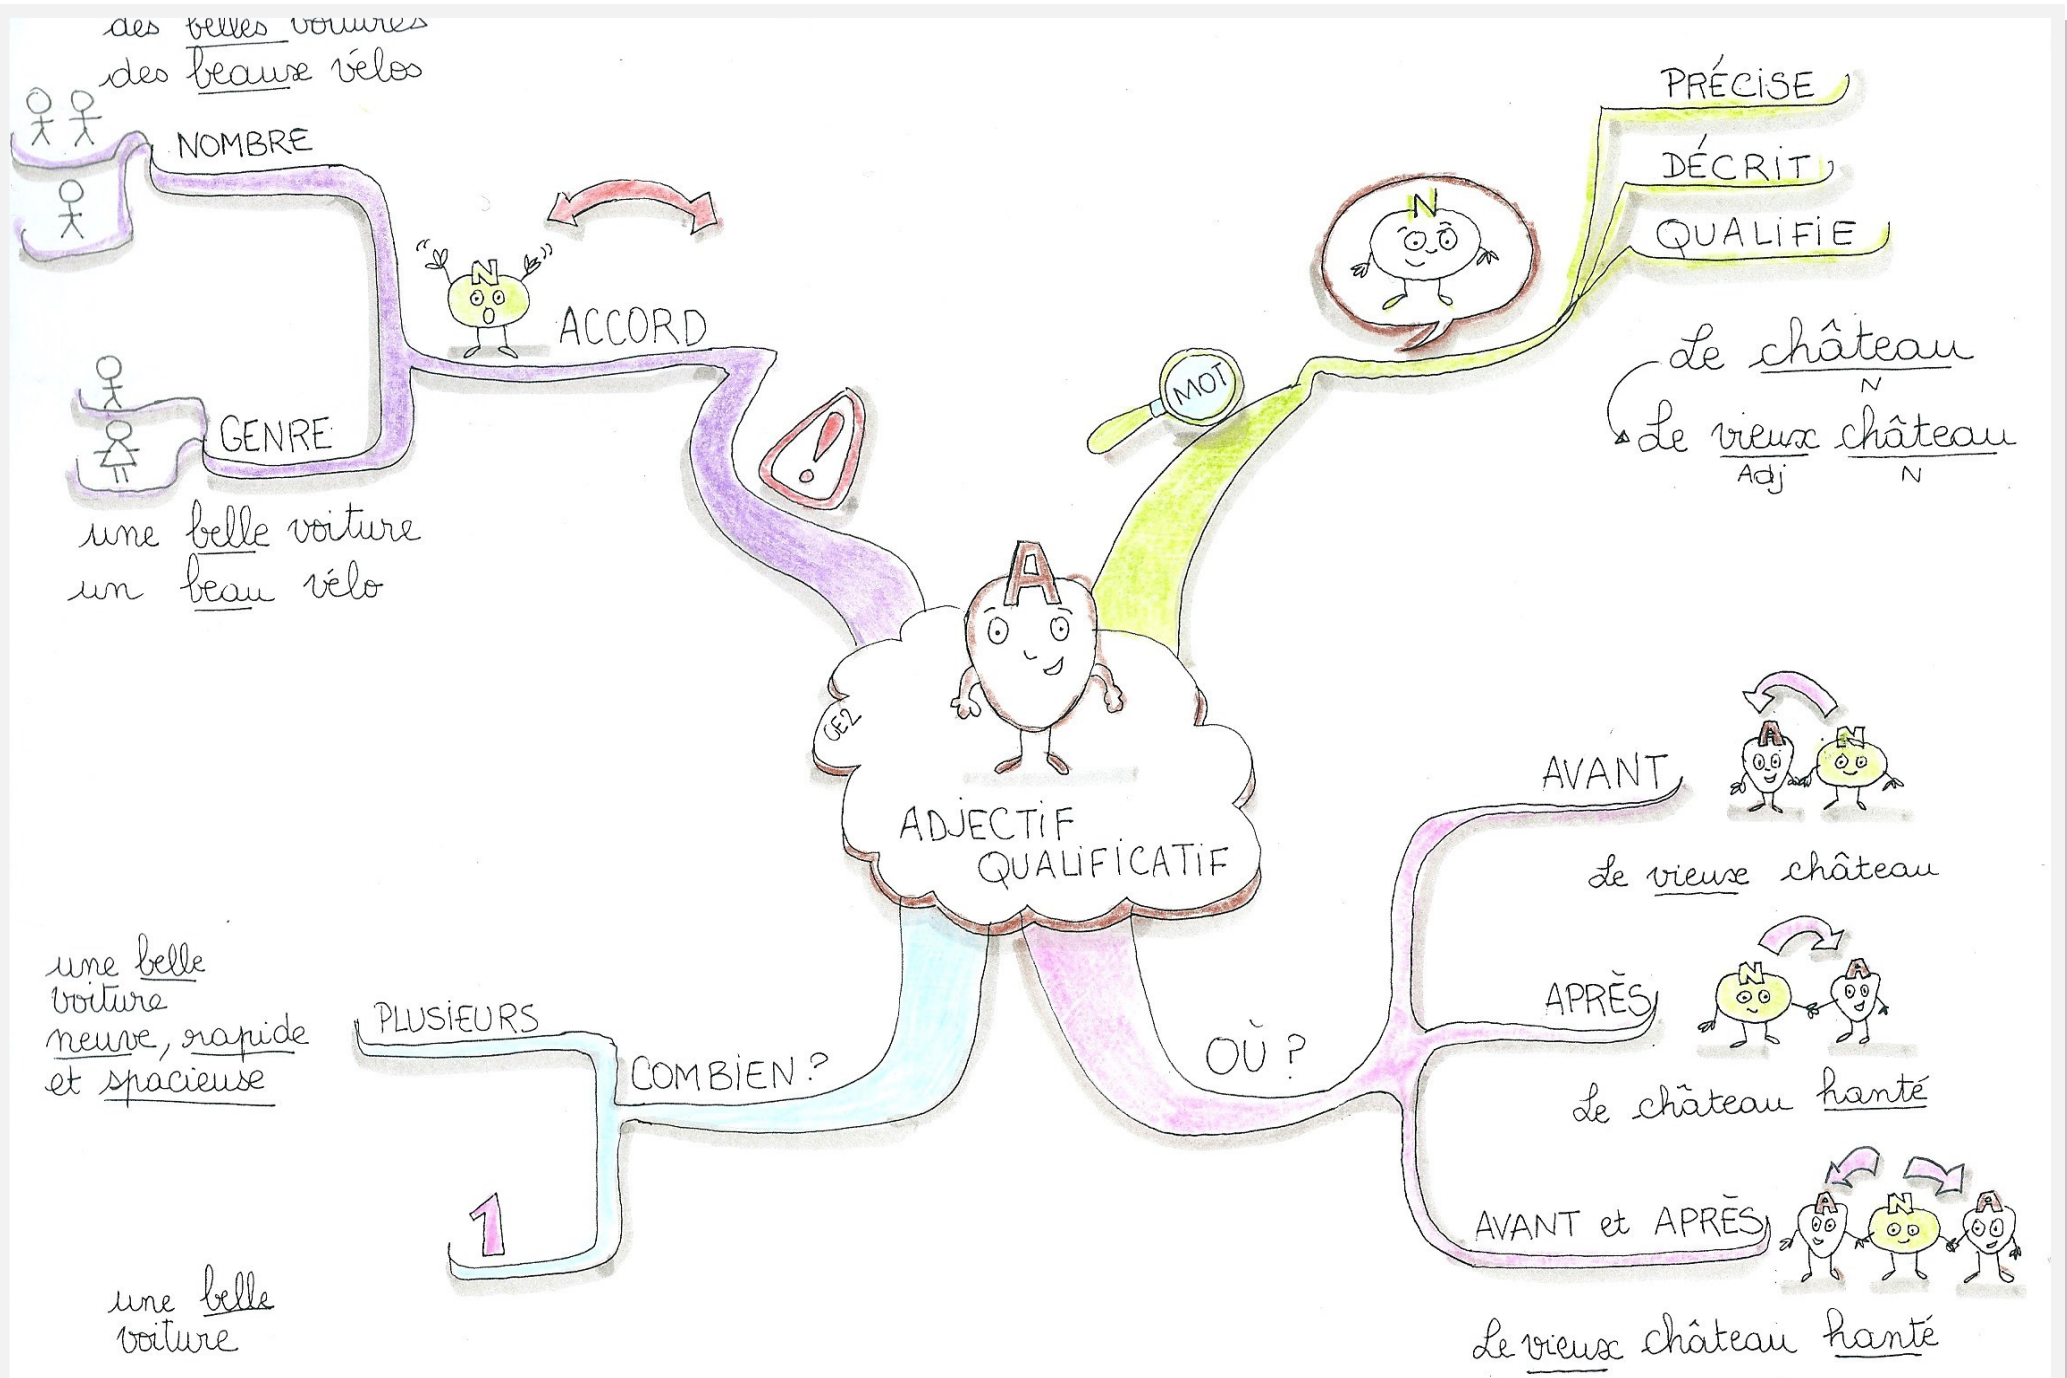 des belles voitures
des beaux vélos
NOMBRE
N
ACCORD
GENRE
une belle voiture
un beau vélo
!
MOT
N
PRÉCISE
DÉCRIT
QUALIFIE
Le château
N
Le vieux château
Adj N
A
CE2
ADJECTIF
QUALIFICATIF
COMBIEN ?
PLUSIEURS
une belle
voiture
neuve, rapide
et spacieuse
1
une belle
voiture
OÙ ?
AVANT
A N
Le vieux château
APRÈS
N A
Le château hanté
AVANT et APRÈS
A N A
Le vieux château hanté